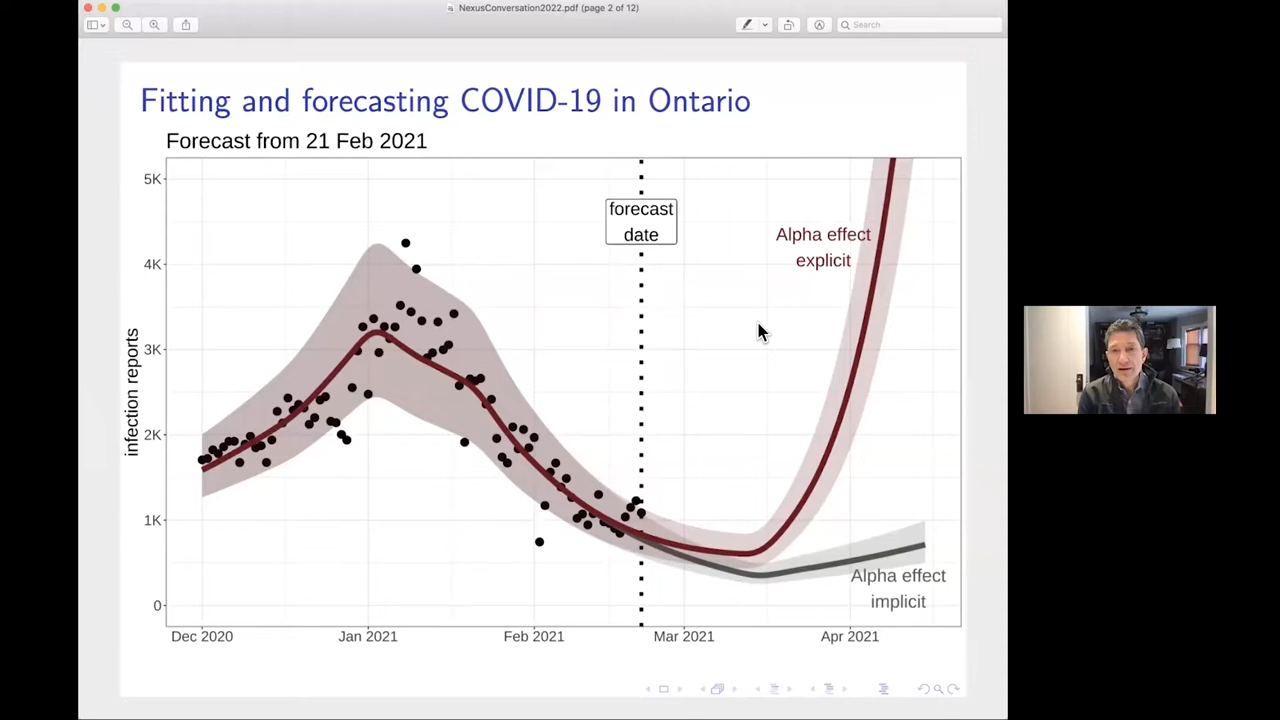 NexusConversation2022.pdf (page 2 of 12)
Search
Fitting and forecasting COVID-19 in Ontario
Forecast from 21 Feb 2021
5K
4K
3K
2K
1K
0
infection reports
forecast
date
Alpha effect
explicit
Alpha effect
implicit
Dec 2020 Jan 2021 Feb 2021 Mar 2021 Apr 2021